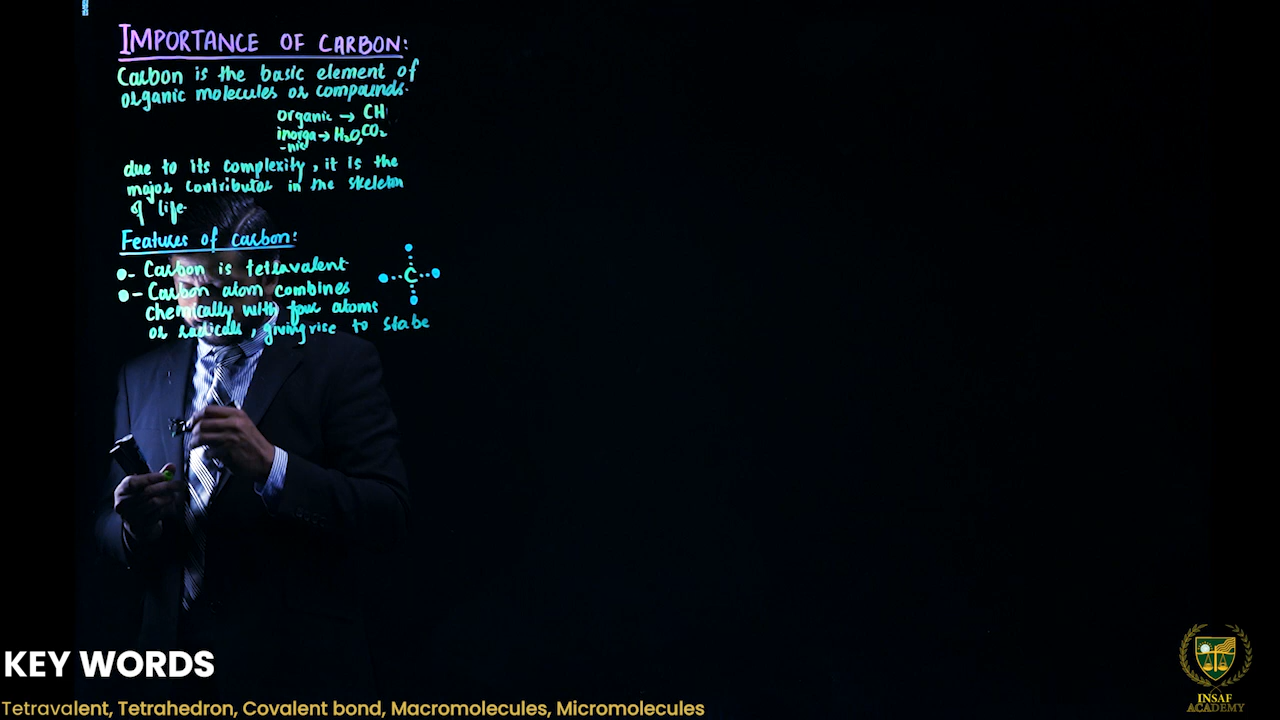 IMPORTANCE OF CARBON:
Carbon is the basic element of
organic molecules or compounds.
organic → CH
inorga → H₂O, CO₂
-nic
due to its complexity, it is the
major contributor in the skeleton
of life.
Features of carbon:
- Carbon is tetravalent
C
- Carbon atom combines
chemically with four atoms
or radicals, giving rise to stabe
KEY WORDS
Tetravalent, Tetrahedron, Covalent bond, Macromolecules, Micromolecules
INSAF
ACADEMY